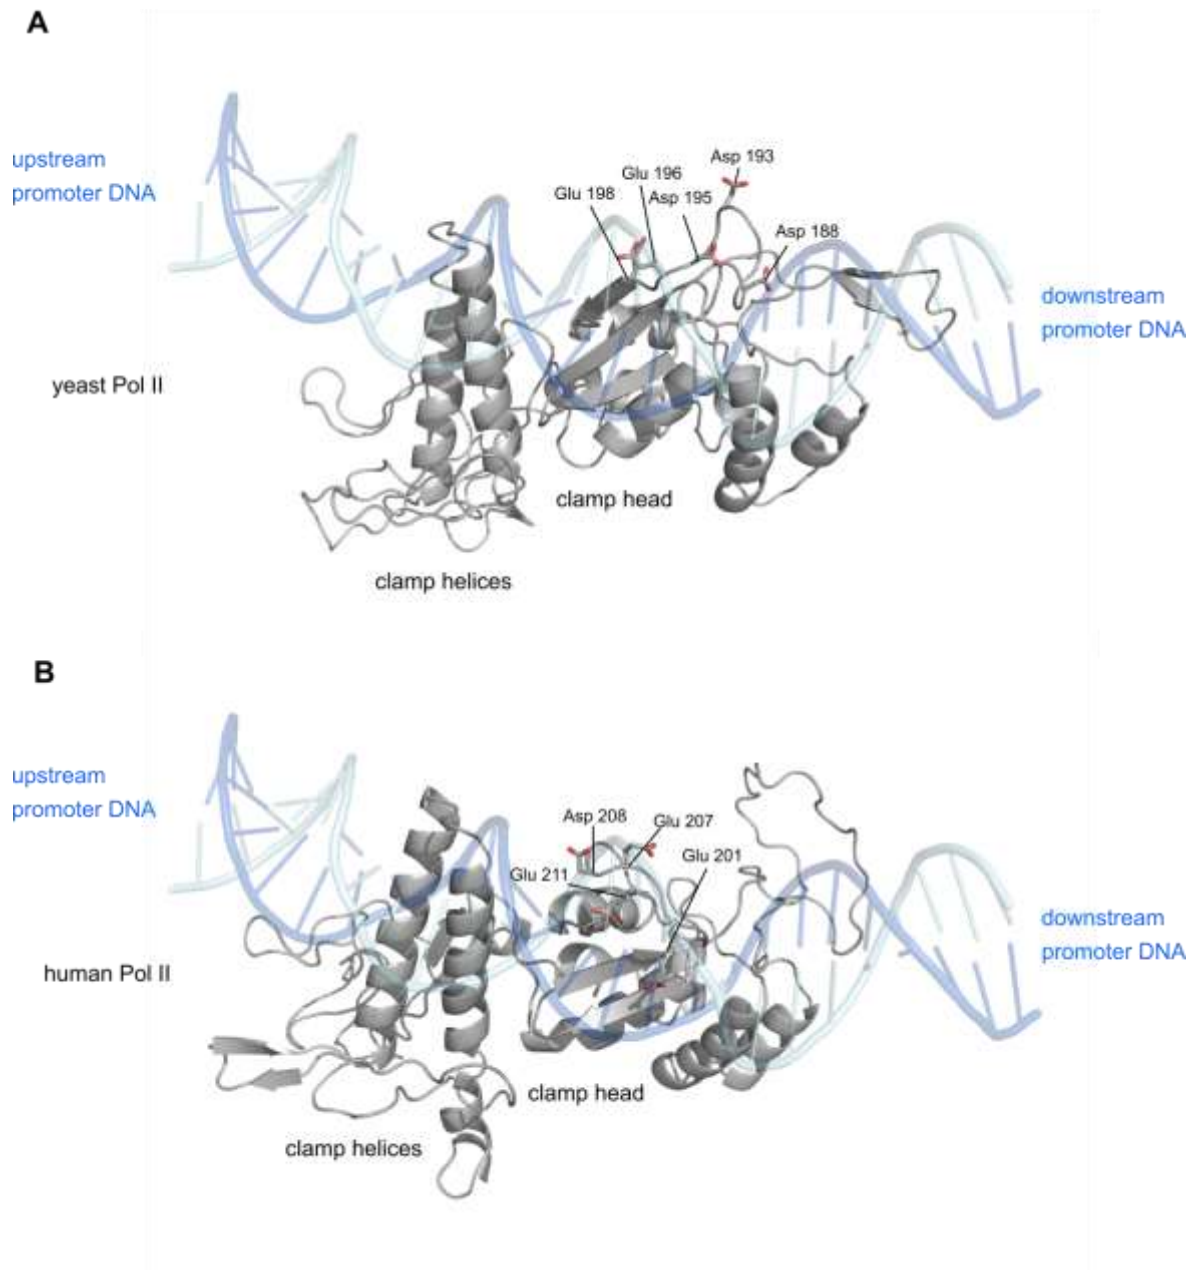 A
upstream
promoter DNA
Asp 193
Glu 196
Glu 198
Asp 195
Asp 188
downstream
promoter DNA
yeast Pol II
clamp head
clamp helices
B
upstream
promoter DNA
Asp 208
Glu 207
Glu 201
Glu 211
downstream
promoter DNA
human Pol II
clamp head
clamp helices